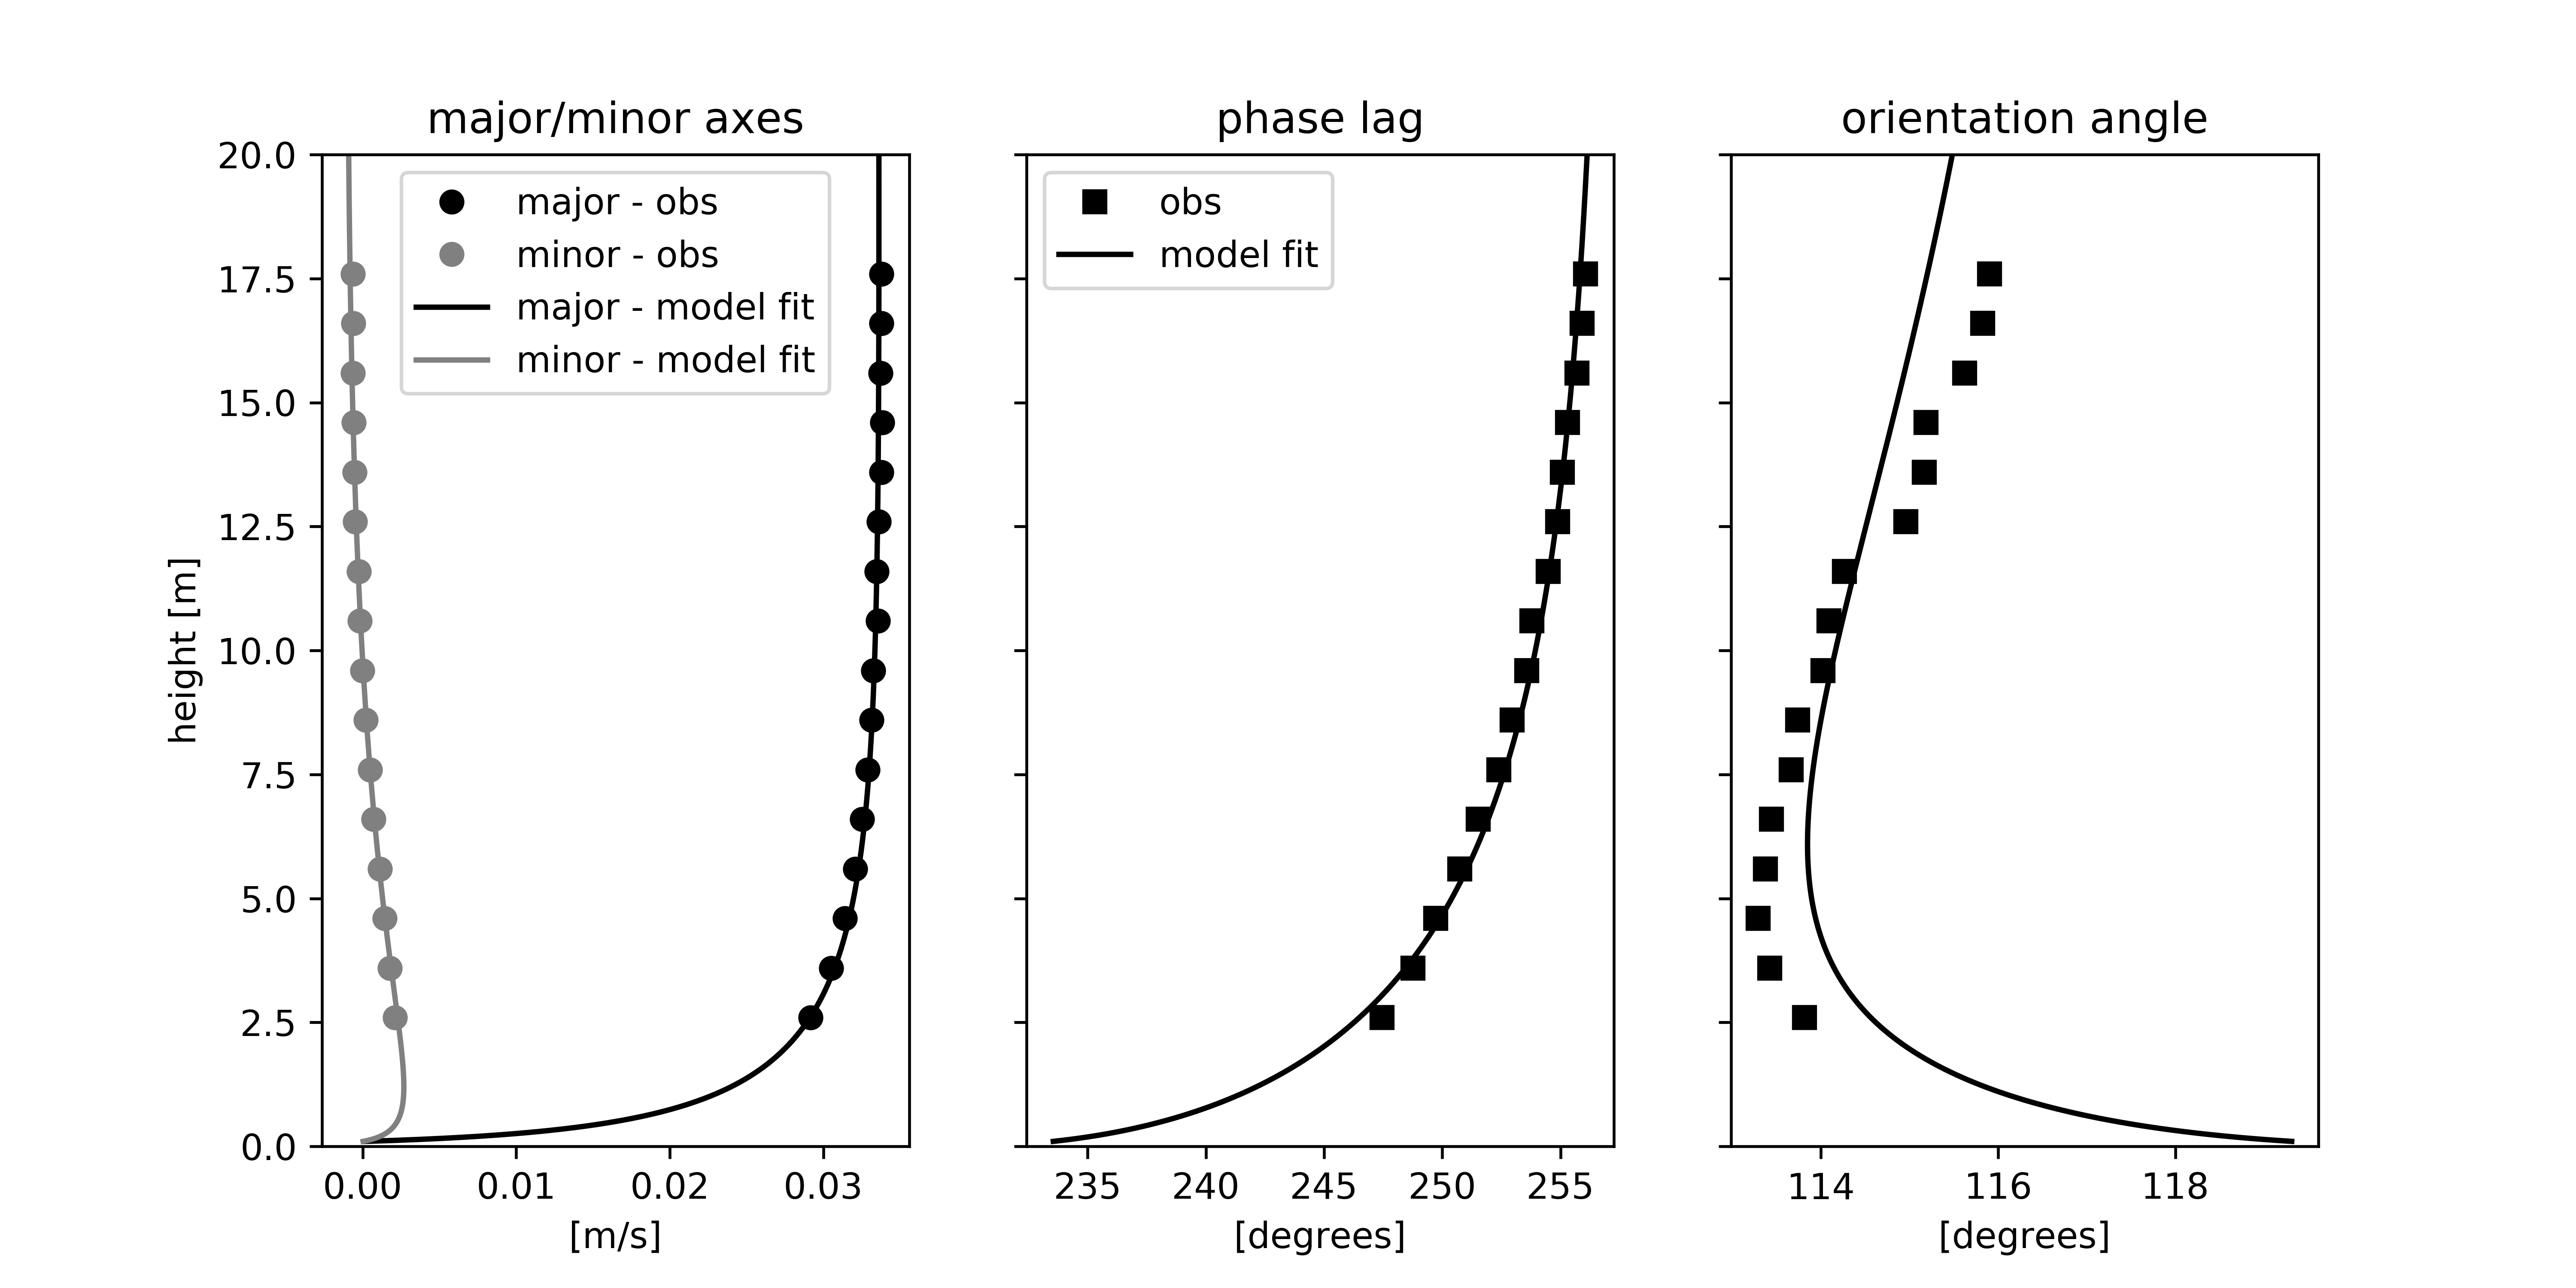 major/minor axes
phase lag
orientation angle
major - obs
minor - obs
major - model fit
minor - model fit
obs
model fit
height [m]
20.0
17.5
15.0
12.5
10.0
7.5
5.0
2.5
0.0
0.00 0.01 0.02 0.03
235 240 245 250 255
114 116 118
[m/s]
[degrees]
[degrees]